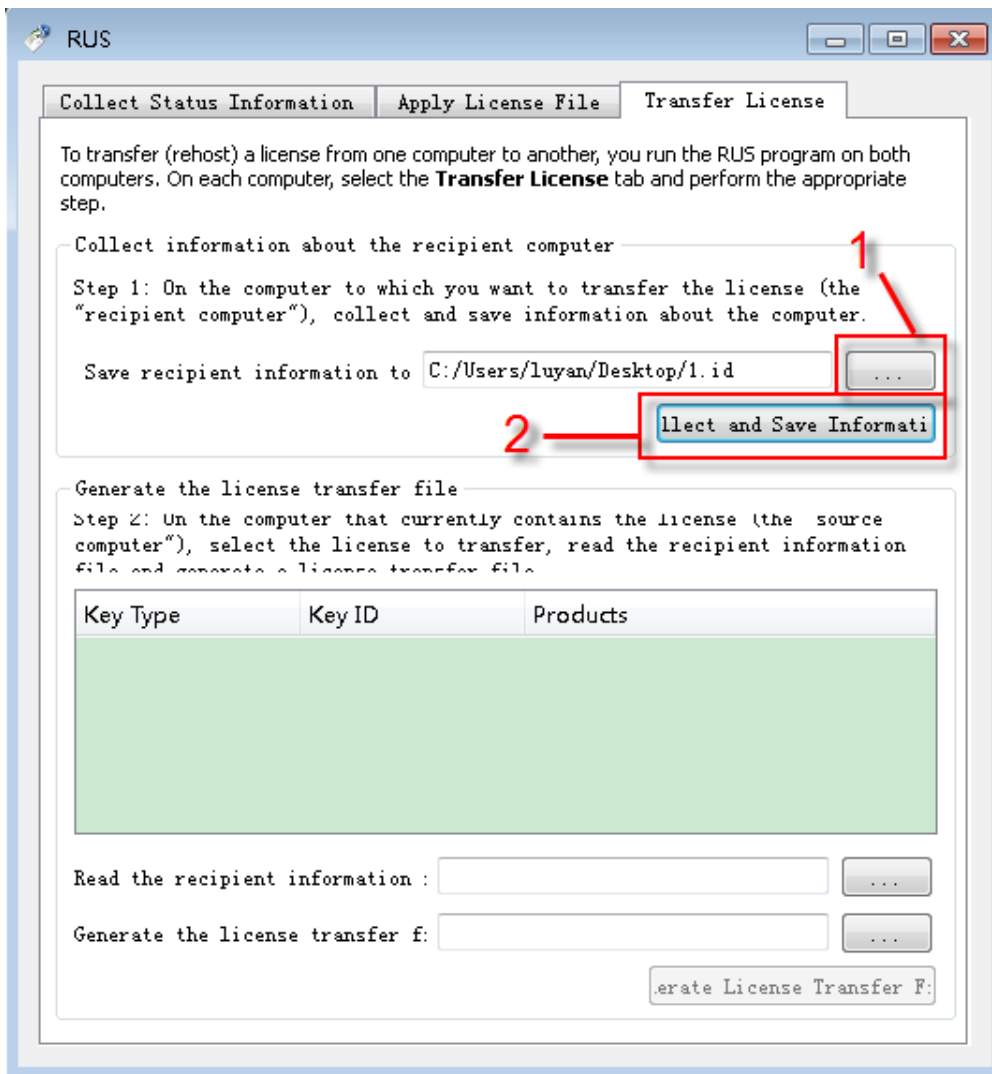 RUS
Collect Status Information Apply License File Transfer License
To transfer (rehost) a license from one computer to another, you run the RUS program on both
computers. On each computer, select the Transfer License tab and perform the appropriate
step.
Collect information about the recipient computer
1
Step 1: On the computer to which you want to transfer the license (the
"recipient computer"), collect and save information about the computer.
Save recipient information to C:/Users/luyan/Desktop/1.id ...
2 llect and Save Informati
Generate the license transfer file
Step 2: On the computer that currently contains the license (the source
computer"), select the license to transfer, read the recipient information
file and generate a license transfer file
Key Type Key ID Products
Read the recipient information : ...
Generate the license transfer f: ...
.erate License Transfer F: